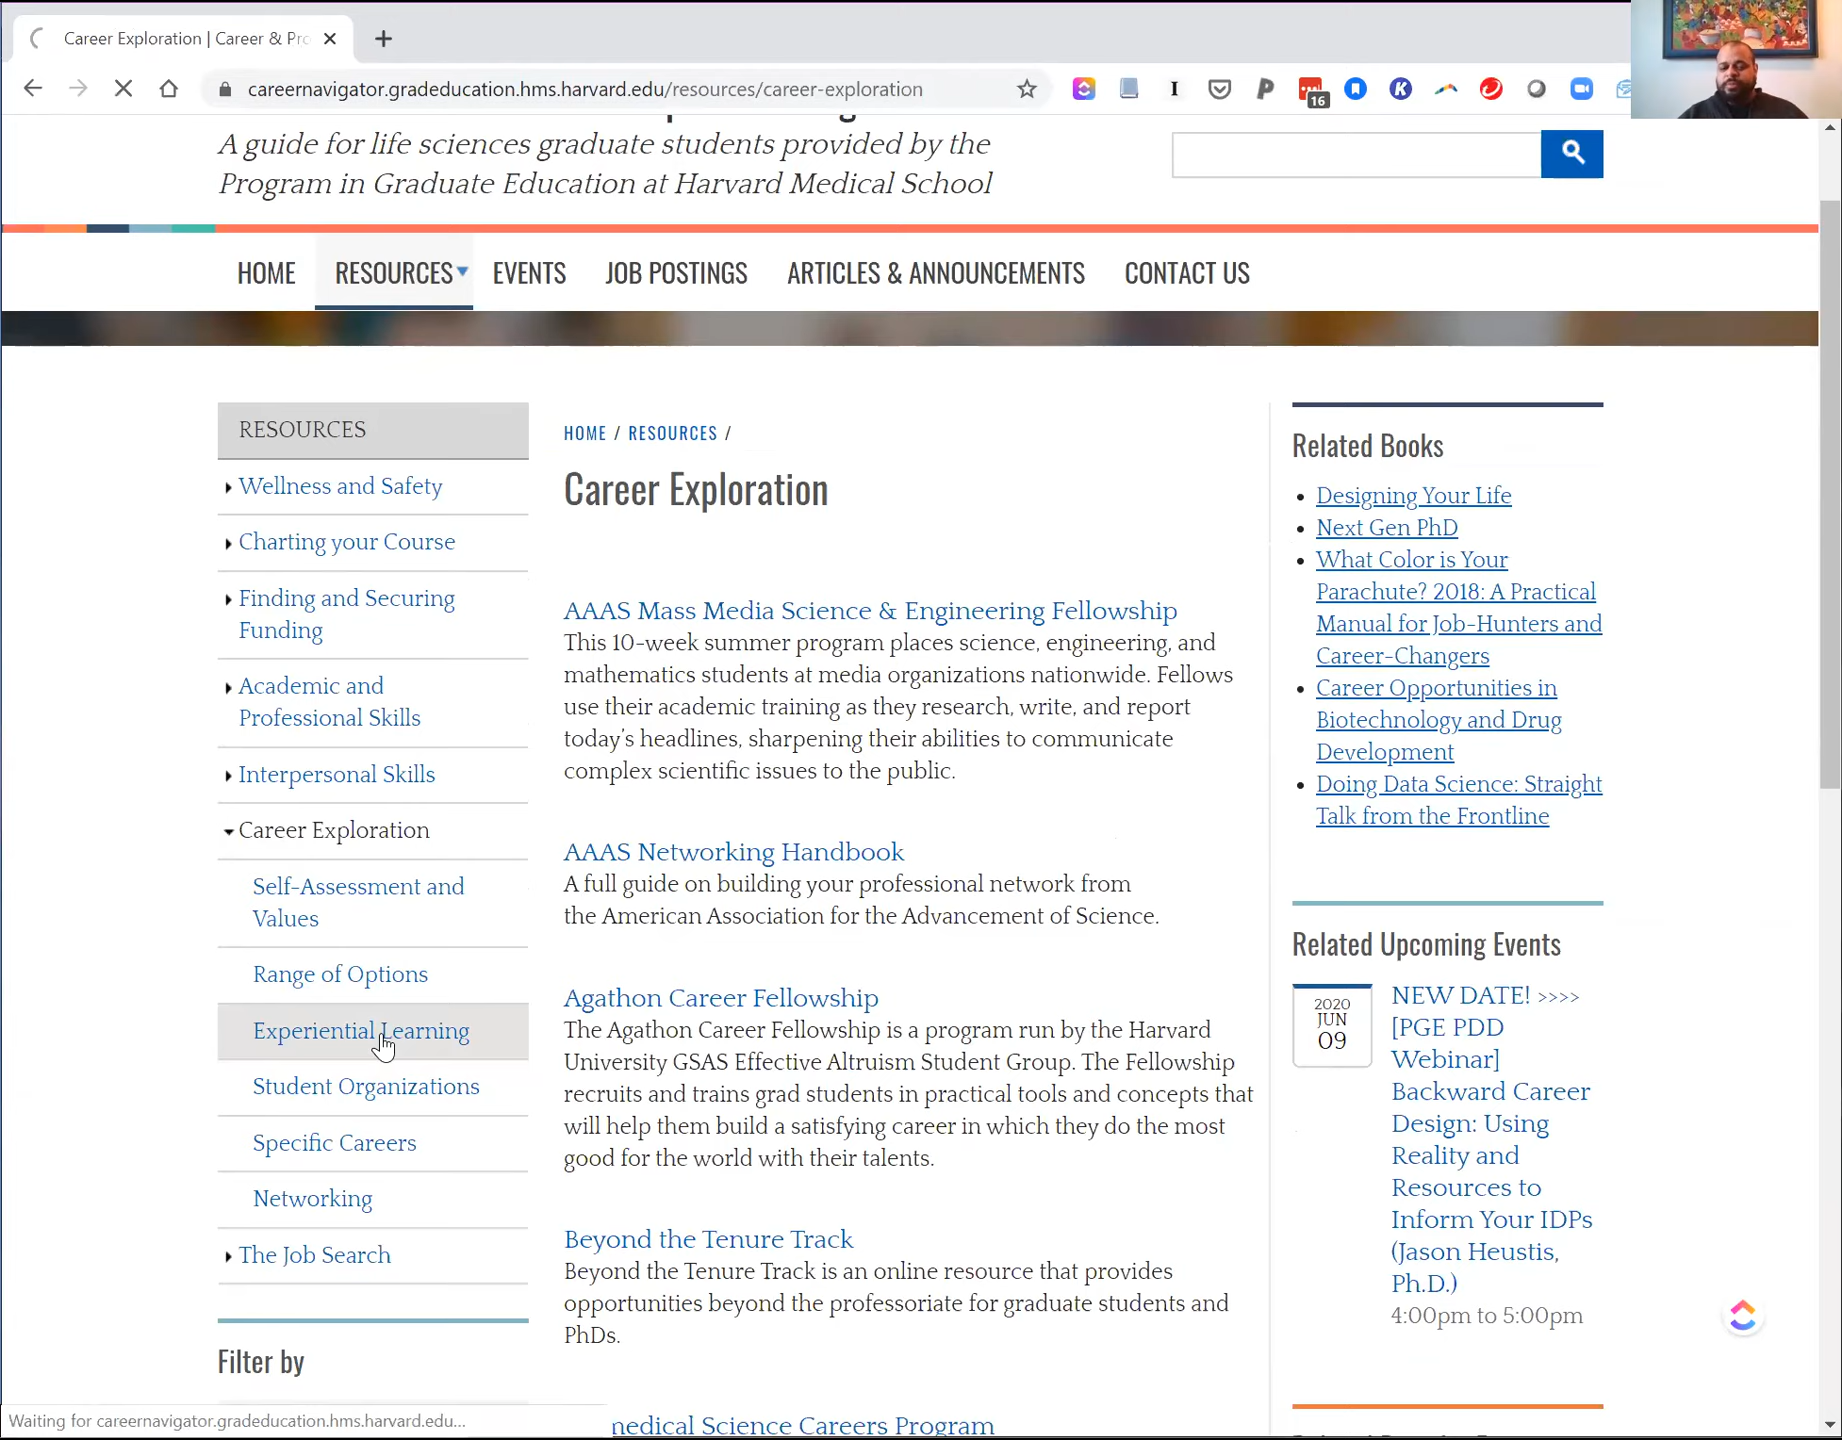 Career Exploration | Career & Pro
careernavigator.gradeducation.hms.harvard.edu/resources/career-exploration
16
A guide for life sciences graduate students provided by the
Program in Graduate Education at Harvard Medical School
HOME
RESOURCES
EVENTS
JOB POSTINGS
ARTICLES & ANNOUNCEMENTS
CONTACT US
RESOURCES
Wellness and Safety
Charting your Course
Finding and Securing
Funding
Academic and
Professional Skills
Interpersonal Skills
Career Exploration
Self-Assessment and
Values
Range of Options
Experiential Learning
Student Organizations
Specific Careers
Networking
The Job Search
Filter by
HOME / RESOURCES /
Career Exploration
AAAS Mass Media Science & Engineering Fellowship
This 10-week summer program places science, engineering, and
mathematics students at media organizations nationwide. Fellows
use their academic training as they research, write, and report
today's headlines, sharpening their abilities to communicate
complex scientific issues to the public.
AAAS Networking Handbook
A full guide on building your professional network from
the American Association for the Advancement of Science.
Agathon Career Fellowship
The Agathon Career Fellowship is a program run by the Harvard
University GSAS Effective Altruism Student Group. The Fellowship
recruits and trains grad students in practical tools and concepts that
will help them build a satisfying career in which they do the most
good for the world with their talents.
Beyond the Tenure Track
Beyond the Tenure Track is an online resource that provides
opportunities beyond the professoriate for graduate students and
PhDs.
medical Science Careers Program
Related Books
Designing Your Life
Next Gen PhD
What Color is Your
Parachute? 2018: A Practical
Manual for Job-Hunters and
Career-Changers
Career Opportunities in
Biotechnology and Drug
Development
Doing Data Science: Straight
Talk from the Frontline
Related Upcoming Events
2020
JUN
09
NEW DATE! >>>>
[PGE PDD
Webinar]
Backward Career
Design: Using
Reality and
Resources to
Inform Your IDPs
(Jason Heustis,
Ph.D.)
4:00pm to 5:00pm
Waiting for careernavigator.gradeducation.hms.harvard.edu...